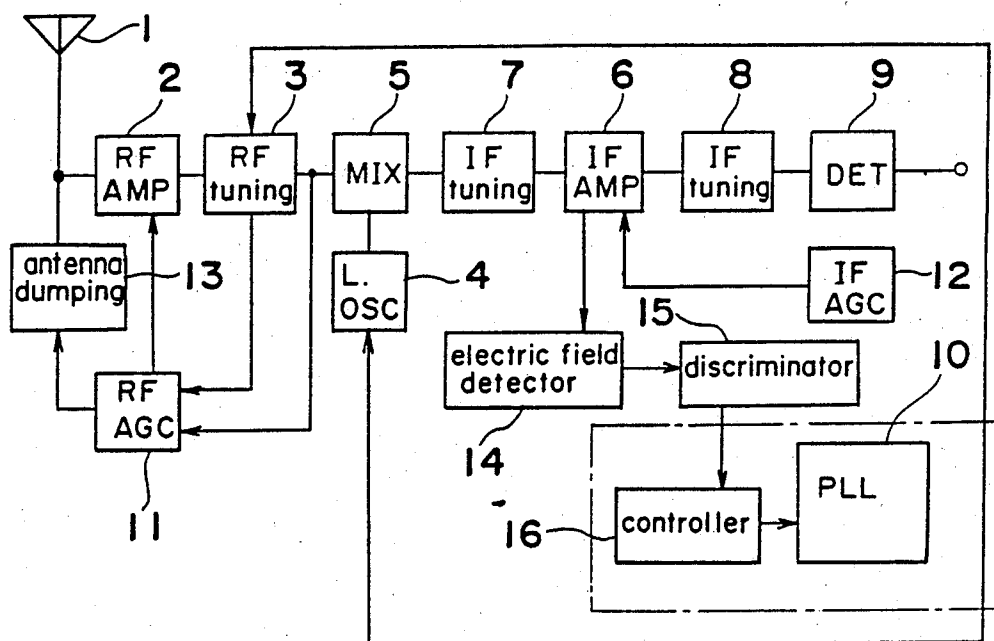 1
2
3
5
7
6
8
9
RF
AMP
RF
tuning
MIX
IF
tuning
IF
AMP
IF
tuning
DET
antenna
dumping
13
L.
OSC
4
IF
AGC
12
15
electric field
detector
discriminator
10
RF
AGC
14
11
PLL
controller
16